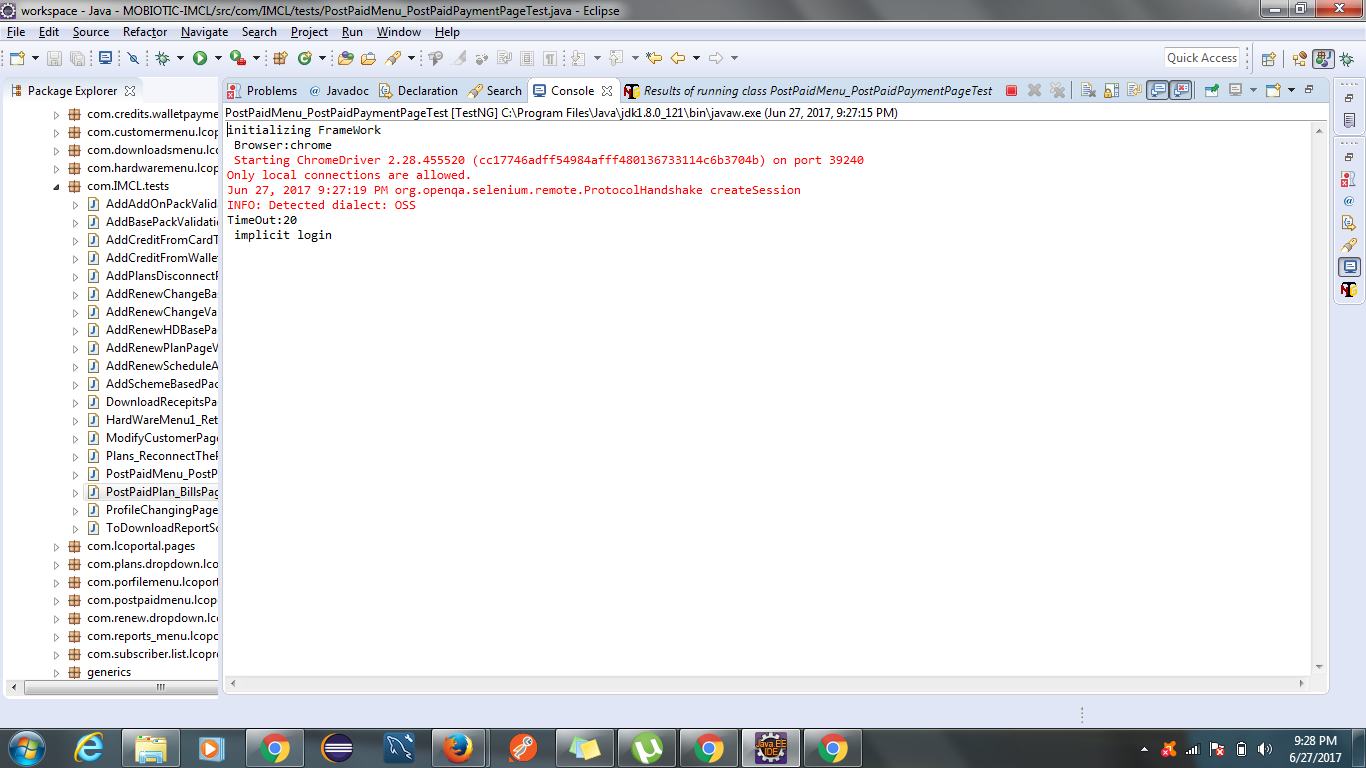 workspace - Java - MOBIOTIC-IMCL/src/com/IMCL/tests/PostPaidMenu_PostPaidPaymentPageTest.java - Eclipse
File Edit Source Refactor Navigate Search Project Run Window Help
Quick Access
Package Explorer
Problems @ Javadoc Declaration Search Console Results of running class PostPaidMenu_PostPaidPaymentPageTest
PostPaidMenu_PostPaidPaymentPageTest [TestNG] C:\Program Files\Java\jdk1.8.0_121\bin\javaw.exe (Jun 27, 2017, 9:27:15 PM)
initializing FrameWork
Browser:chrome
Starting ChromeDriver 2.28.455520 (cc17746adff54984afff480136733114c6b3704b) on port 39240
Only local connections are allowed.
Jun 27, 2017 9:27:19 PM org.openqa.selenium.remote.ProtocolHandshake createSession
INFO: Detected dialect: OSS
TimeOut:20
implicit login
com.credits.walletpayme
com.customermenu.lcop
com.downloadsmenu.lco
com.hardwaremenu.lcop
com.IMCL.tests
AddAddOnPackValid
AddBasePackValidatio
AddCreditFromCardT
AddCreditFromWalle
AddPlansDisconnectF
AddRenewChangeBas
AddRenewChangeVa
AddRenewHDBasePa
AddRenewPlanPageV
AddRenewScheduleA
AddSchemeBasedPac
DownloadRecepitsPa
HardWareMenu1_Ret
ModifyCustomerPage
Plans_ReconnectTheF
PostPaidMenu_PostP
PostPaidPlan_BillsPag
ProfileChangingPage
ToDownloadReportSc
com.lcoportal.pages
com.plans.dropdown.lco
com.porfilemenu.lcoport
com.postpaidmenu.lcop
com.renew.dropdown.lcc
com.reports_menu.lcopo
com.subscriber.list.lcopro
generics
Java EE
IDE
9:28 PM
6/27/2017